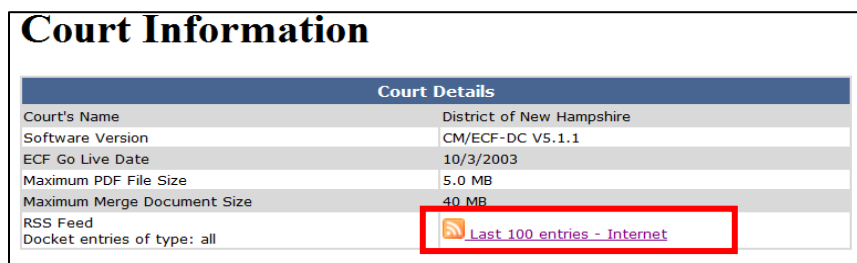 Court Information
Court Details
Court's Name District of New Hampshire
Software Version CM/ECF-DC V5.1.1
ECF Go Live Date 10/3/2003
Maximum PDF File Size 5.0 MB
Maximum Merge Document Size 40 MB
RSS Feed
Docket entries of type: all Last 100 entries - Internet